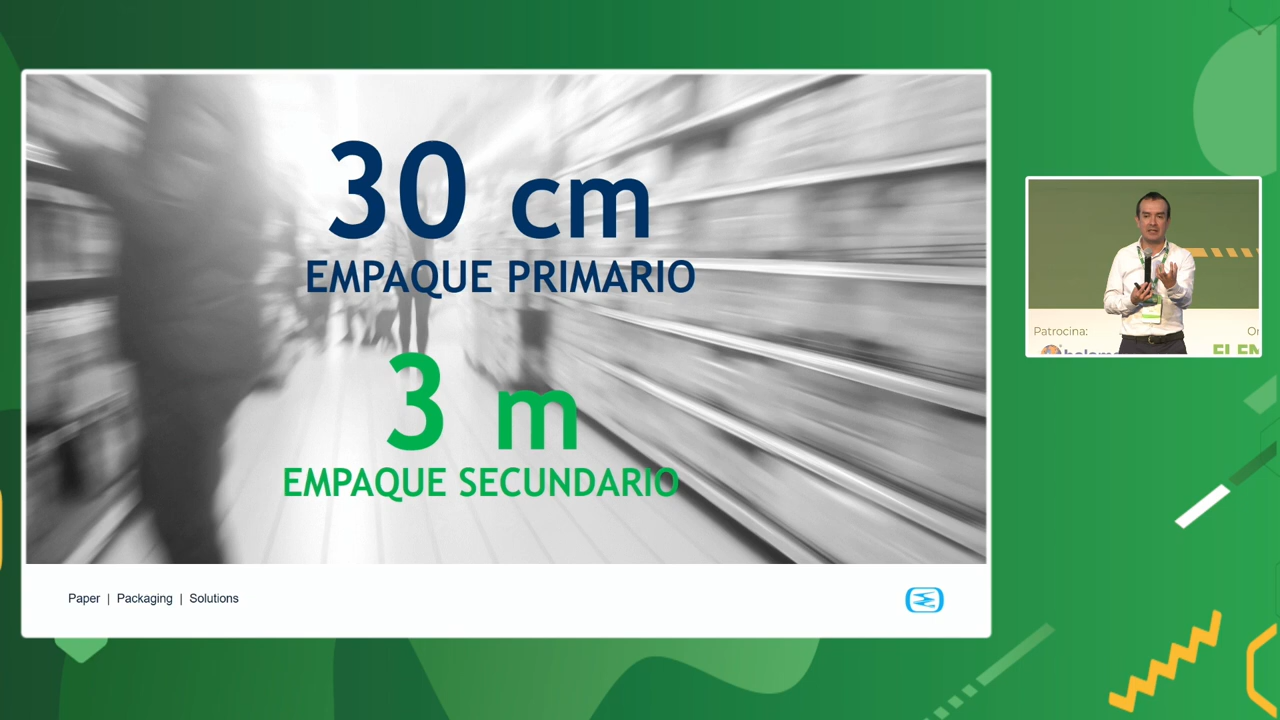 30 cm
EMPAQUE PRIMARIO
3 m
EMPAQUE SECUNDARIO
Paper | Packaging | Solutions
Patrocina: